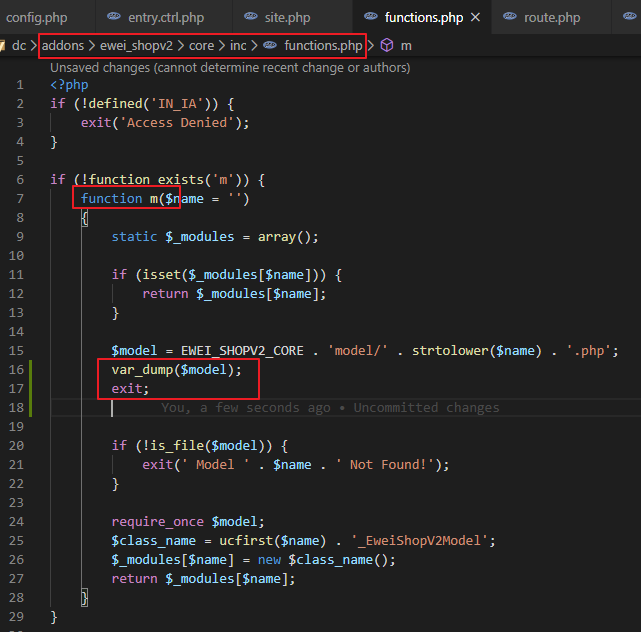 config.php entry.ctrl.php site.php functions.php route.php
dc > addons > ewei_shopv2 > core > inc > functions.php > m
Unsaved changes (cannot determine recent change or authors)
1 <?php
2 if (!defined('IN_IA')) {
3 exit('Access Denied');
4 }
5
6 if (!function_exists('m')) {
7 function m($name = '')
8 {
9 static $_modules = array();
10
11 if (isset($_modules[$name])) {
12 return $_modules[$name];
13 }
14
15 $model = EWEI_SHOPV2_CORE . 'model/' . strtolower($name) . '.php';
16 var_dump($model);
17 exit;
18 You, a few seconds ago • Uncommitted changes
19
20 if (!is_file($model)) {
21 exit(' Model ' . $name . ' Not Found!');
22 }
23
24 require_once $model;
25 $class_name = ucfirst($name) . '_EweiShopV2Model';
26 $_modules[$name] = new $class_name();
27 return $_modules[$name];
28 }
29 }